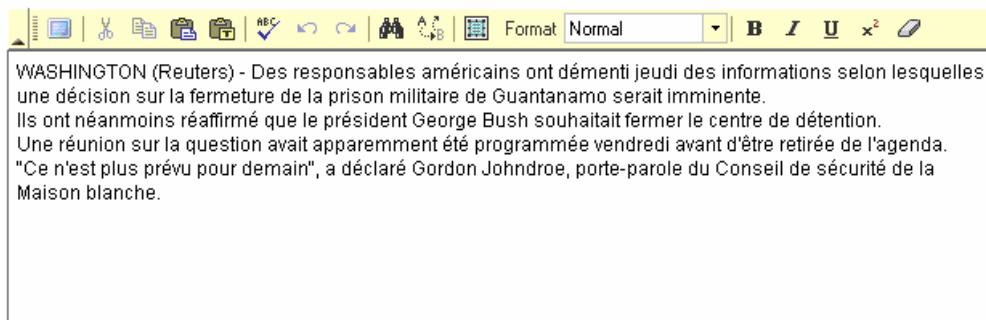 ABC Format Normal B I U x²
WASHINGTON (Reuters) - Des responsables américains ont démenti jeudi des informations selon lesquelles
une décision sur la fermeture de la prison militaire de Guantanamo serait imminente.
Ils ont néanmoins réaffirmé que le président George Bush souhaitait fermer le centre de détention.
Une réunion sur la question avait apparemment été programmée vendredi avant d'être retirée de l'agenda.
"Ce n'est plus prévu pour demain", a déclaré Gordon Johndroe, porte-parole du Conseil de sécurité de la
Maison blanche.